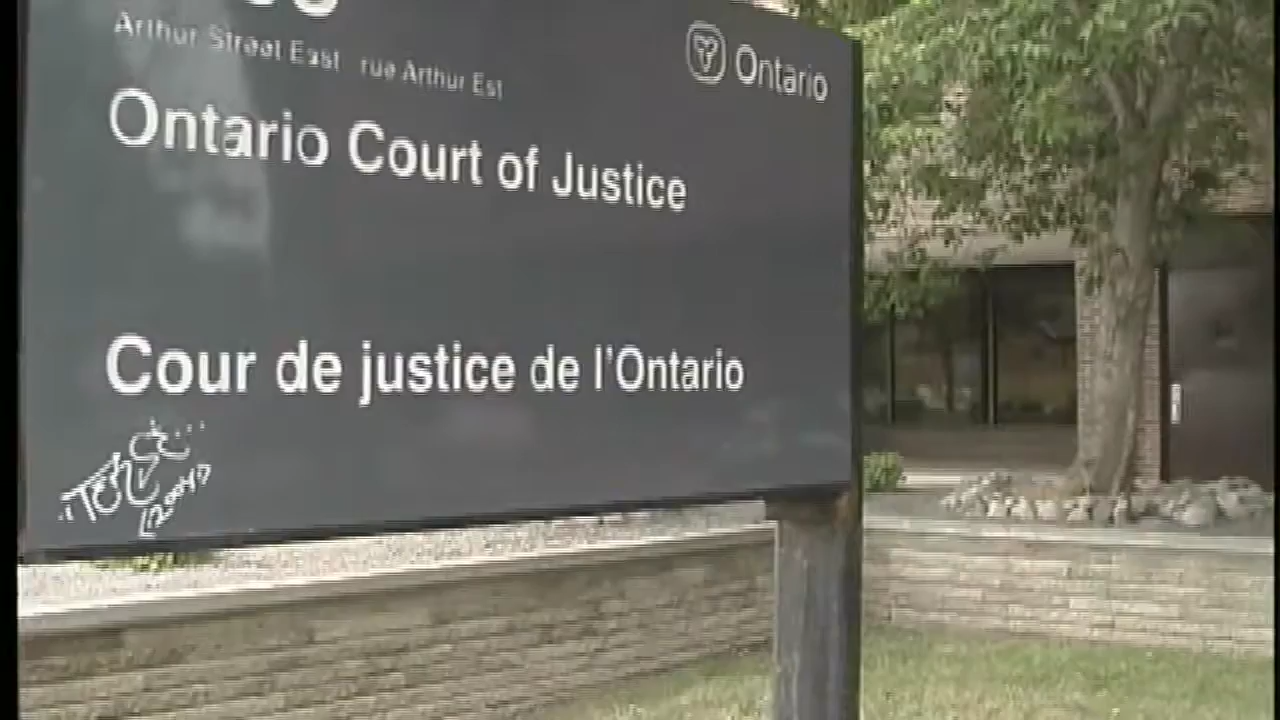 Arthur Street East rue Arthur Est
Ontario
Ontario Court of Justice
Cour de justice de l'Ontario